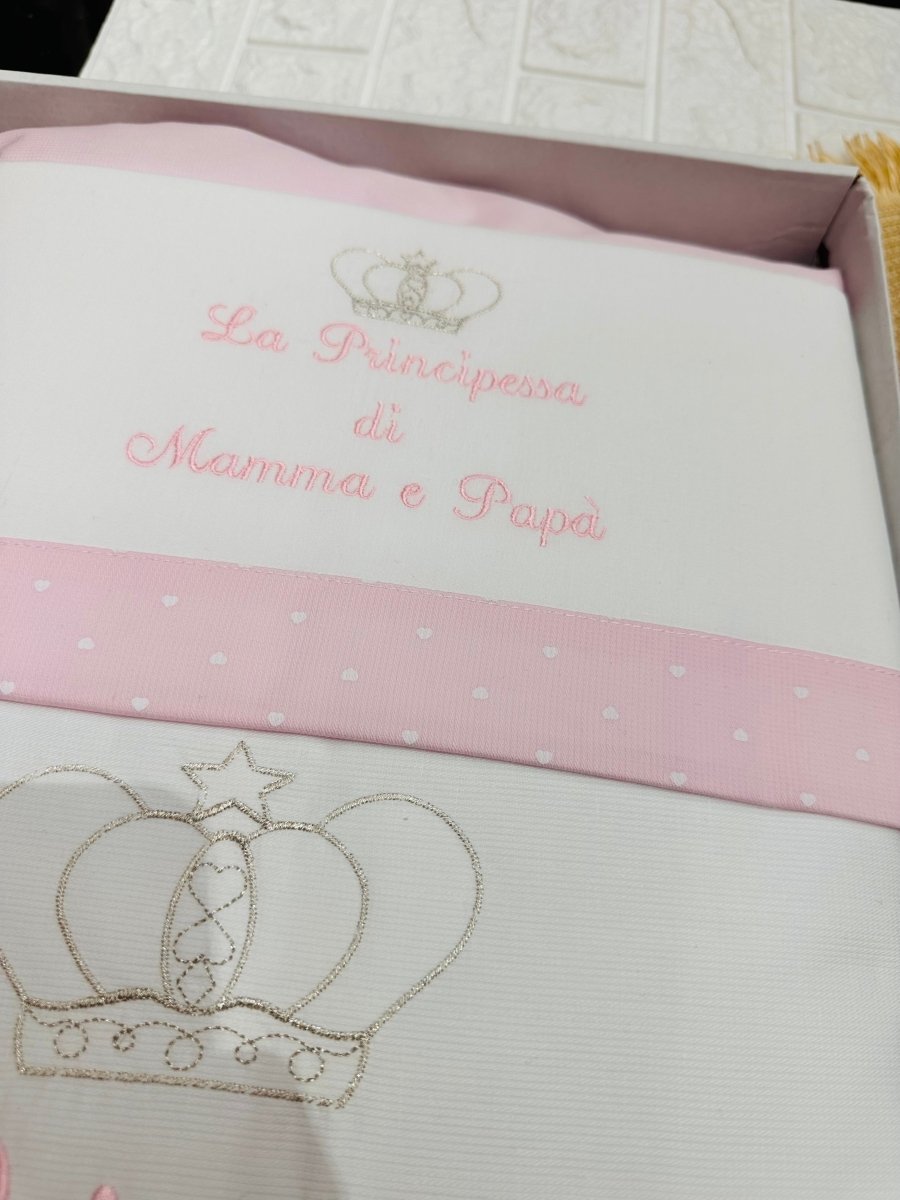 La Principessa
di
Mamma e Papà